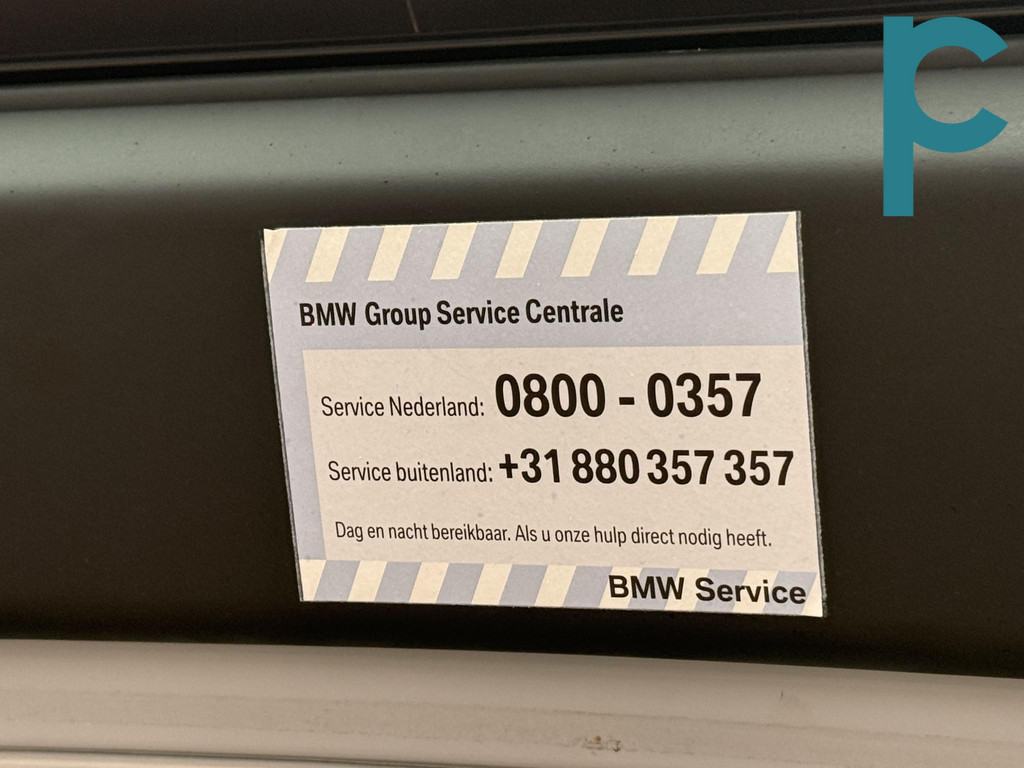 BMW Group Service Centrale
Service Nederland: 0800 - 0357
Service buitenland: +31 880 357 357
Dag en nacht bereikbaar. Als u onze hulp direct nodig heeft.
BMW Service